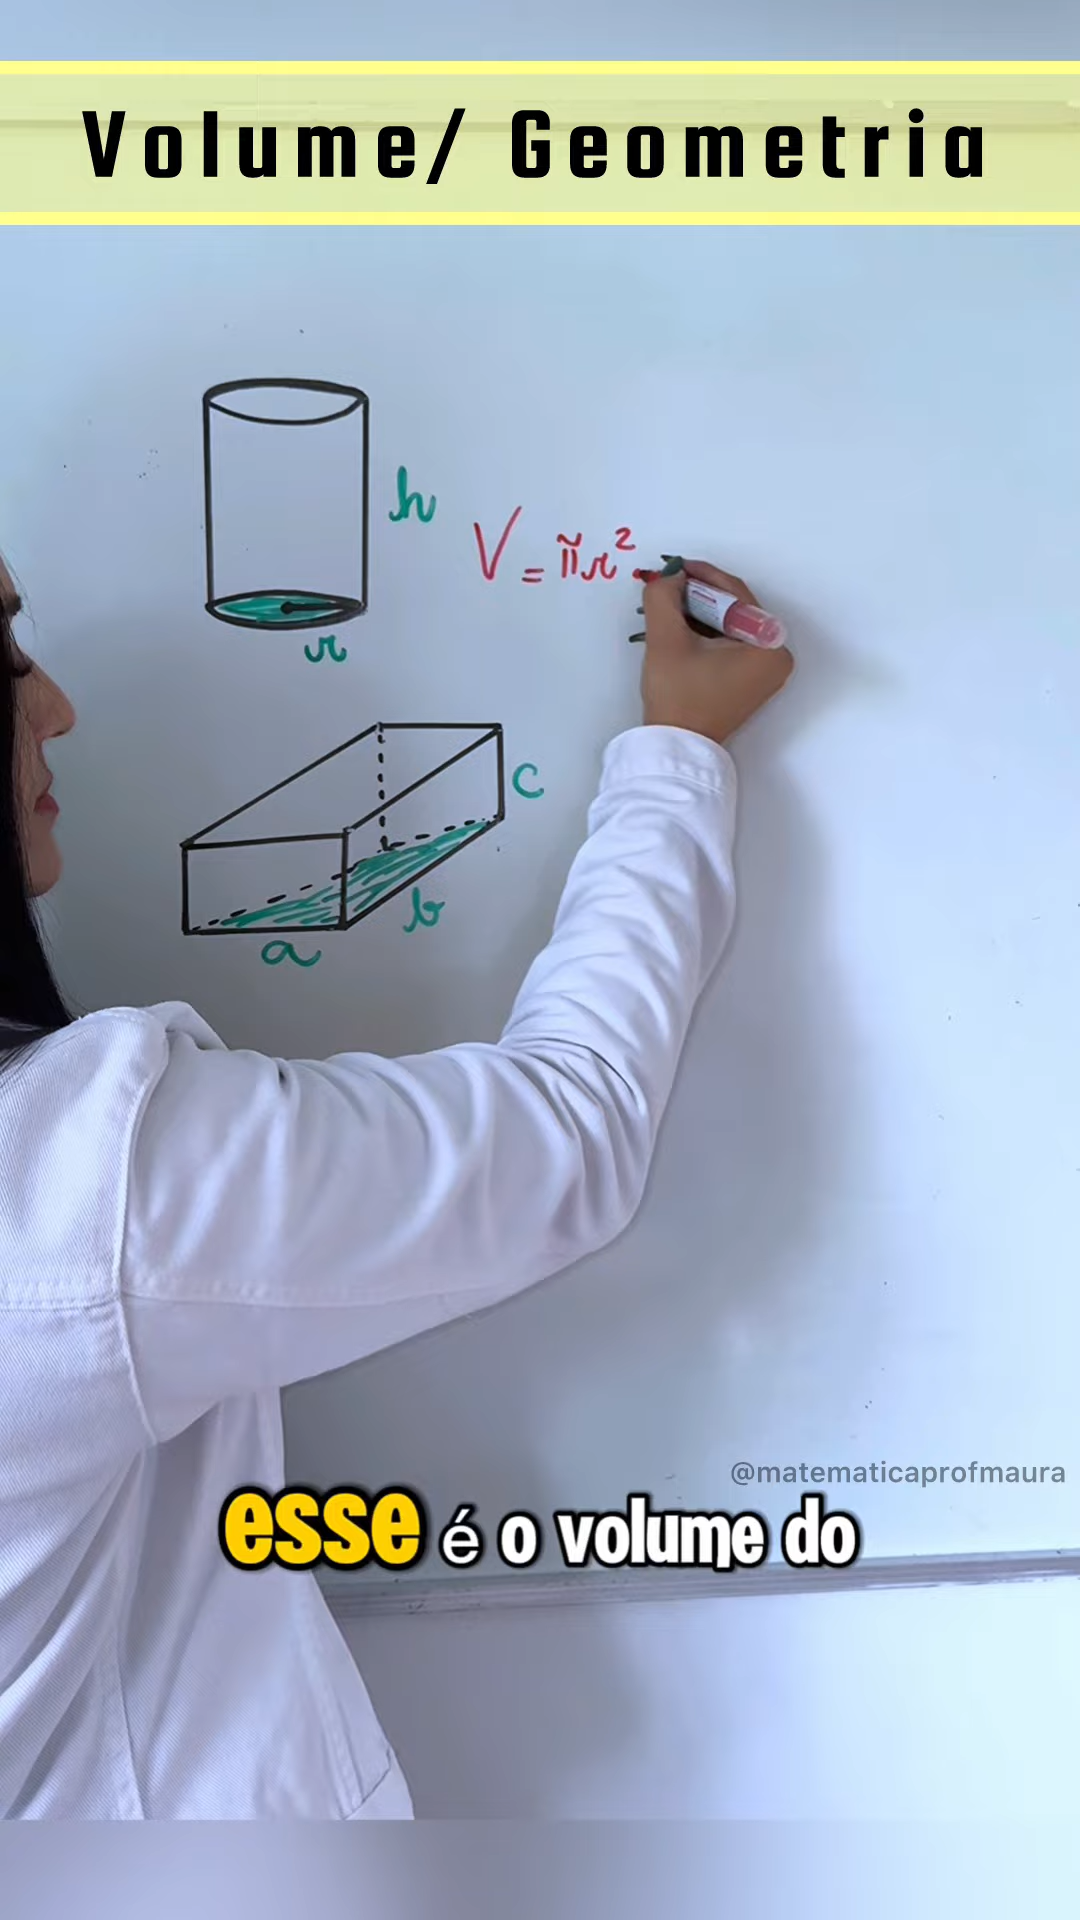 Volume/ Geometria
h
V = πr².
r
c
b
a
@matematicaprofmaura
esse é o volume do